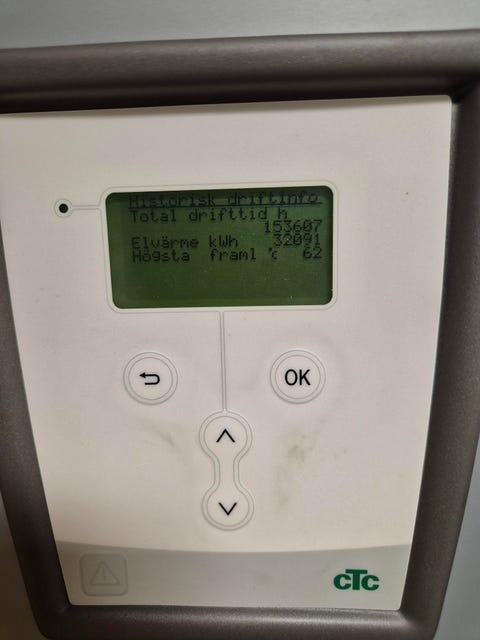 Historisk driftinfo
Total drifttid h
153607
Elvärme kWh 32091
Högsta framl °c 62
OK
CTC